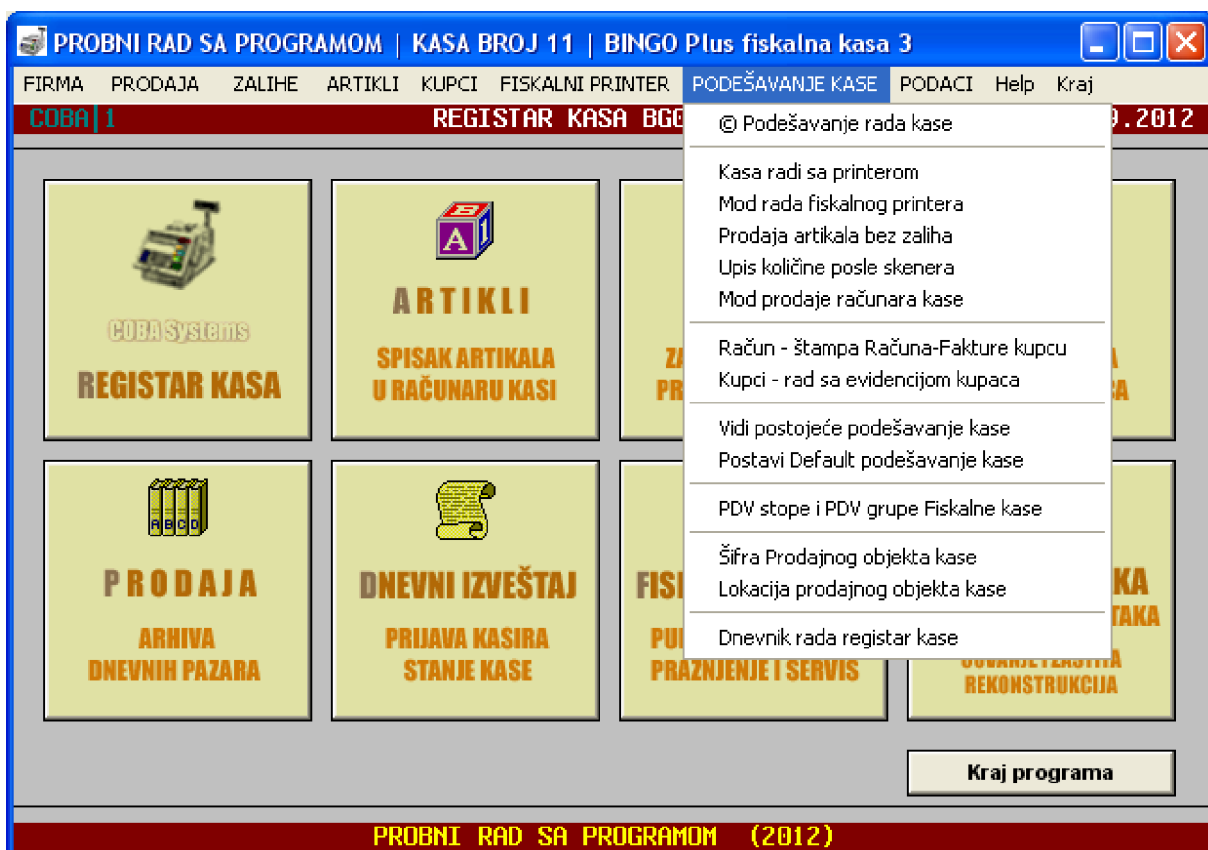 PROBNI RAD SA PROGRAMOM | KASA BROJ 11 | BINGO Plus fiskalna kasa 3
FIRMA PRODAJA ZALIHE ARTIKLI KUPCI FISKALNI PRINTER PODEŠAVANJE KASE PODACI Help Kraj
COBA|1 REGISTAR KASA .2012
© Podešavanje rada kase
Kasa radi sa printerom
Mod rada fiskalnog printera
Prodaja artikala bez zaliha
Upis količine posle skenera
Mod prodaje računara kase
Račun - štampa Računa-Fakture kupcu
Kupci - rad sa evidencijom kupaca
Vidi postojeće podešavanje kase
Postavi Default podešavanje kase
PDV stope i PDV grupe Fiskalne kase
Šifra Prodajnog objekta kase
Lokacija prodajnog objekta kase
Dnevnik rada registar kase
COBA Systems
REGISTAR KASA
ARTIKLI
SPISAK ARTIKALA
U RAČUNARU KASI
PRODAJA
ARHIVA
DNEVNIH PAZARA
DNEVNI IZVEŠTAJ
PRIJAVA KASIRA
STANJE KASE
PRAŽNJENJE I SERVIS
REKONSTRUKCIJA
Kraj programa
PROBNI RAD SA PROGRAMOM (2012)